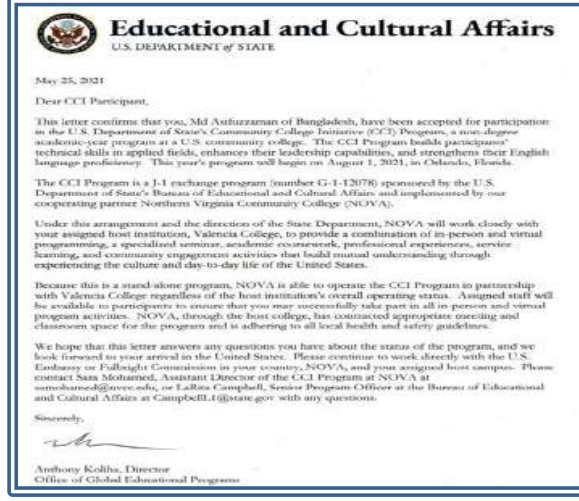 Educational and Cultural Affairs
U.S. DEPARTMENT of STATE
May 25, 2021
Dear CCI Participant,
This letter confirms that you, Md Asifuzzaman of Bangladesh, have been accepted for participation
in the U.S. Department of State's Community College Initiative (CCI) Program, a non-degree
academic-year program at a U.S. community college. The CCI Program builds participants'
technical skills in applied fields, enhances their leadership capabilities, and strengthens their English
language proficiency. This year's program will begin on August 1, 2021, in Orlando, Florida.
The CCI Program is a J-1 exchange program (number G-1-12078) sponsored by the U.S.
Department of State's Bureau of Educational and Cultural Affairs and implemented by our
cooperating partner Northern Virginia Community College (NOVA).
Under this arrangement and the direction of the State Department, NOVA will work closely with
your assigned host institution, Valencia College, to provide a combination of in-person and virtual
programming, a specialized seminar, academic coursework, professional experiences, service
learning, and community engagement activities that build mutual understanding through
experiencing the culture and day-to-day life of the United States.
Because this is a stand-alone program, NOVA is able to operate the CCI Program in partnership
with Valencia College regardless of the host institution's overall operating status. Assigned staff will
be available to participants to ensure that you may successfully take part in all in-person and virtual
program activities. NOVA, through the host college, has contracted appropriate meeting and
classroom space for the program and is adhering to all local health and safety guidelines.
We hope that this letter answers any questions you have about the status of the program, and we
look forward to your arrival in the United States. Please continue to work directly with the U.S.
Embassy or Fulbright Commission in your country, NOVA, and your assigned host campus. Please
contact Sara Mohamed, Assistant Director of the CCI Program at NOVA at
samohamed@nvcc.edu, or LaRita Campbell, Senior Program Officer at the Bureau of Educational
and Cultural Affairs at CampbellL1@state.gov with any questions.
Sincerely,
Anthony Koliha, Director
Office of Global Educational Programs